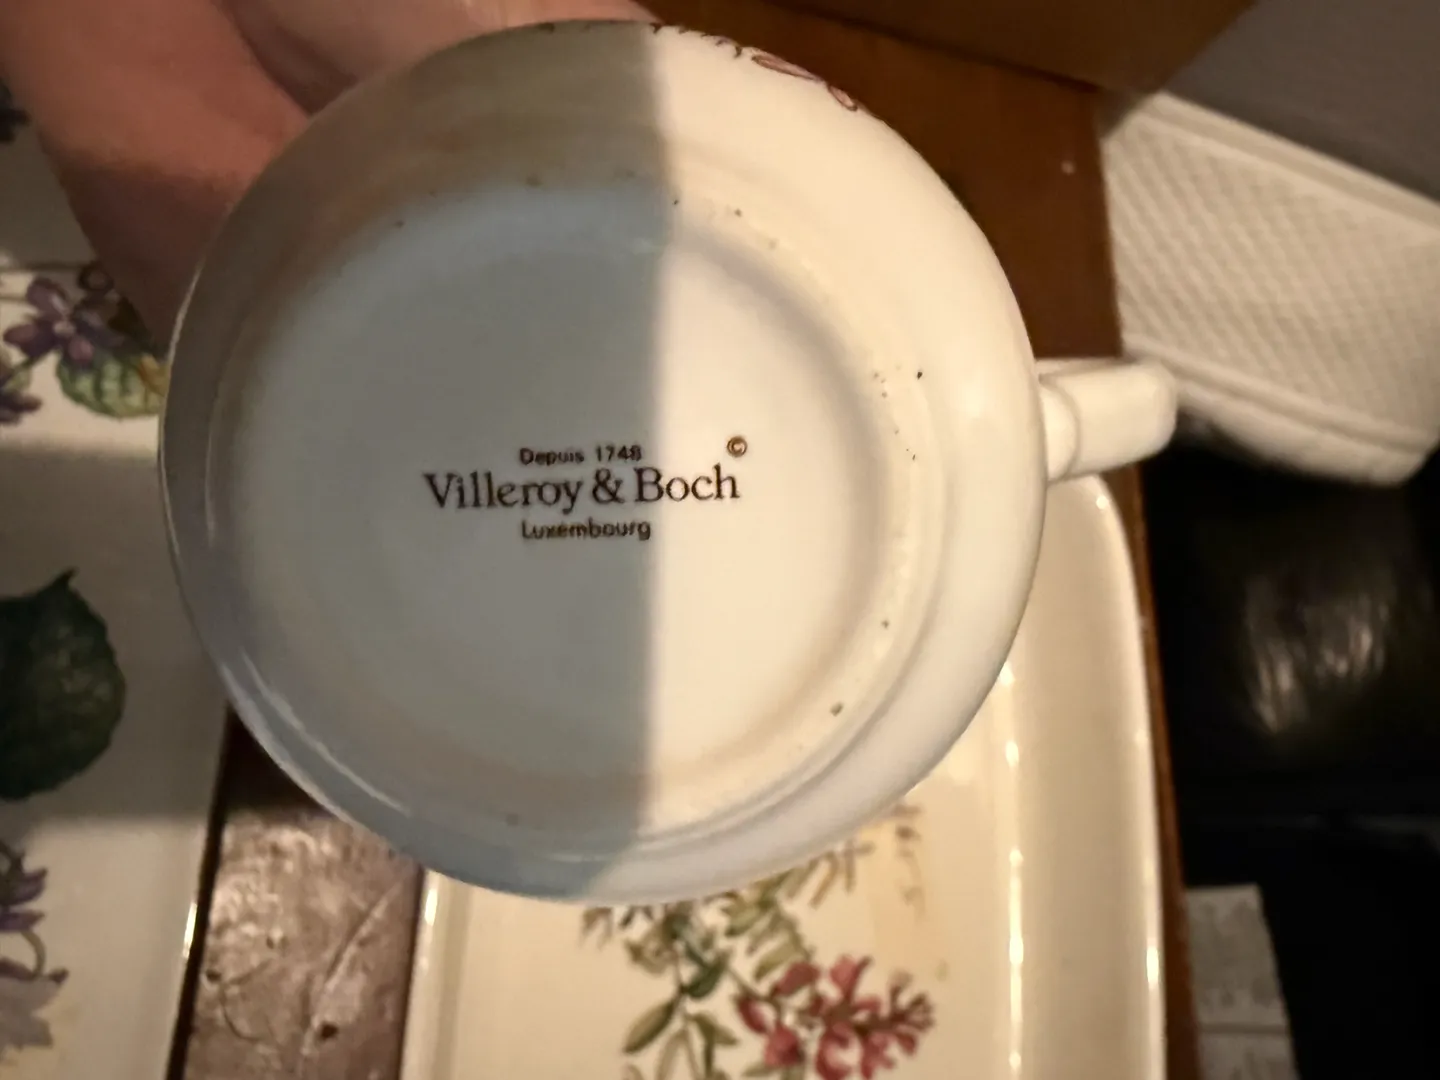 Depuis 1748
©
Villeroy & Boch
Luxembourg